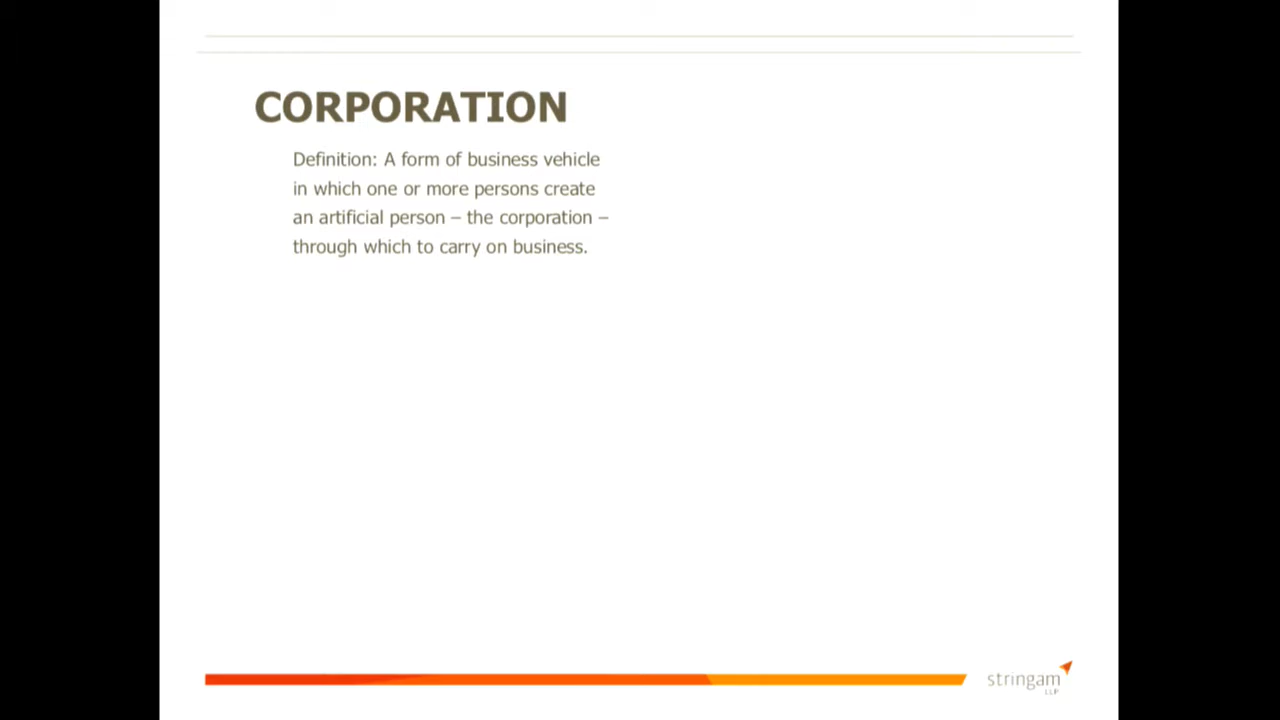 CORPORATION
Definition: A form of business vehicle
in which one or more persons create
an artificial person – the corporation –
through which to carry on business.
stringam
LLP